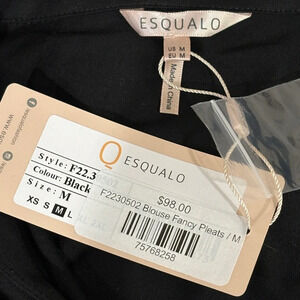 ESQUALO
US M
EU M
Made in China
Style: F22.3
Colour: Black
Size: M
XS S M L
ESQUALO
$98.00
F2230502 Blouse Fancy Pleats / M
75768258